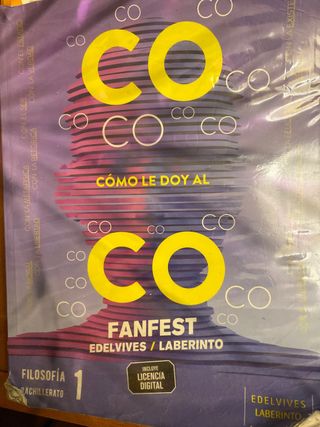 CO
CO
CO
CO
CO
CO
CO
CO
CÓMO LE DOY AL
CO
CO
CO
CO
CO
FANFEST
EDELVIVES / LABERINTO
INCLUYE
LICENCIA
DIGITAL
FILOSOFÍA
BACHILLERATO
1
EDELVIVES
LABERINTO